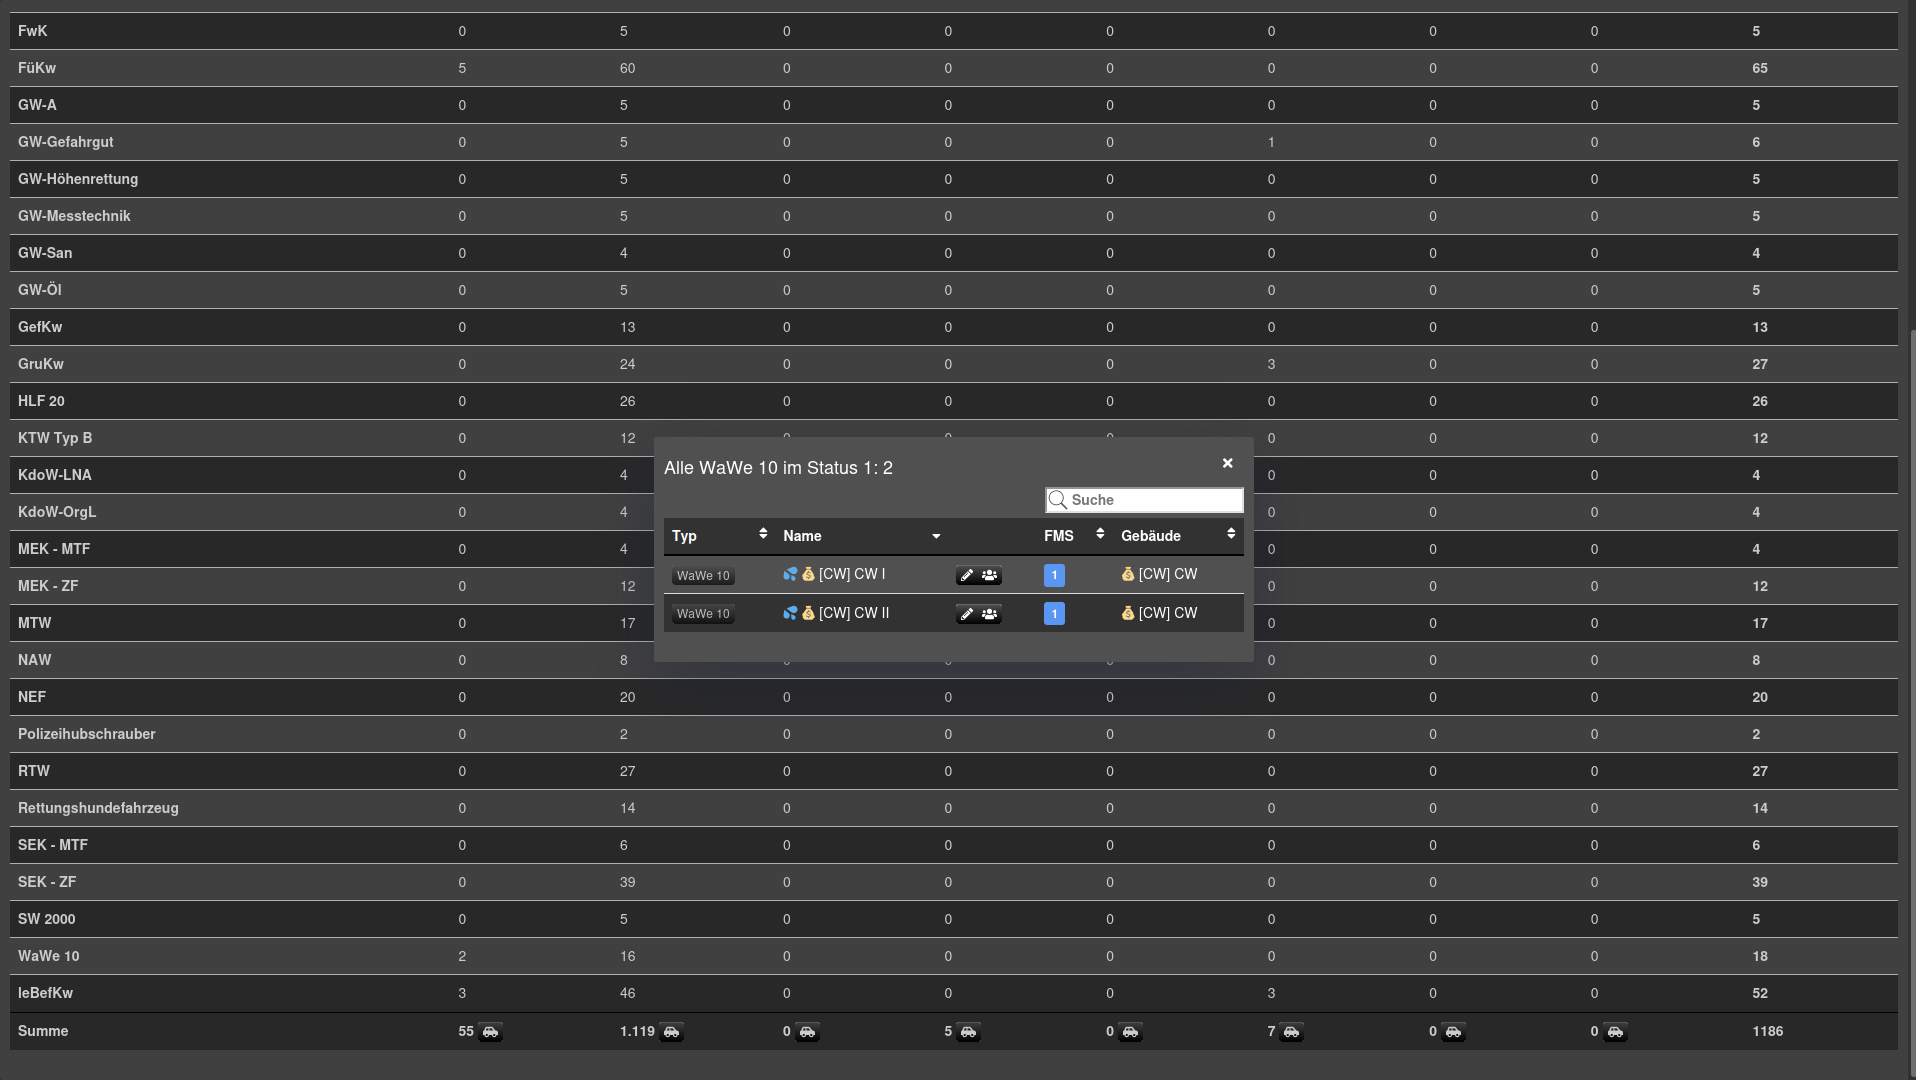 FwK 0 5 0 0 0 0 0 0 5
FüKw 5 60 0 0 0 0 0 0 65
GW-A 0 5 0 0 0 0 0 0 5
GW-Gefahrgut 0 5 0 0 0 1 0 0 6
GW-Höhenrettung 0 5 0 0 0 0 0 0 5
GW-Messtechnik 0 5 0 0 0 0 0 0 5
GW-San 0 4 0 0 0 0 0 0 4
GW-Öl 0 5 0 0 0 0 0 0 5
GefKw 0 13 0 0 0 0 0 0 13
GruKw 0 24 0 0 0 3 0 0 27
HLF 20 0 26 0 0 0 0 0 0 26
KTW Typ B 0 12 0 0 0 0 0 0 12
KdoW-LNA 0 4 0 0 0 4
KdoW-OrgL 0 4 0 0 0 4
MEK - MTF 0 4 0 0 0 4
MEK - ZF 0 12 0 0 0 12
MTW 0 17 0 0 0 17
NAW 0 8 0 0 0 0 0 0 8
NEF 0 20 0 0 0 0 0 0 20
Polizeihubschrauber 0 2 0 0 0 0 0 0 2
RTW 0 27 0 0 0 0 0 0 27
Rettungshundefahrzeug 0 14 0 0 0 0 0 0 14
SEK - MTF 0 6 0 0 0 0 0 0 6
SEK - ZF 0 39 0 0 0 0 0 0 39
SW 2000 0 5 0 0 0 0 0 0 5
WaWe 10 2 16 0 0 0 0 0 0 18
leBefKw 3 46 0 0 0 3 0 0 52
Summe 55 1.119 0 5 0 7 0 0 1186
Alle WaWe 10 im Status 1: 2
Suche
Typ Name FMS Gebäude
WaWe 10 💦 💰 [CW] CW I 1 💰 [CW] CW
WaWe 10 💦 💰 [CW] CW II 1 💰 [CW] CW